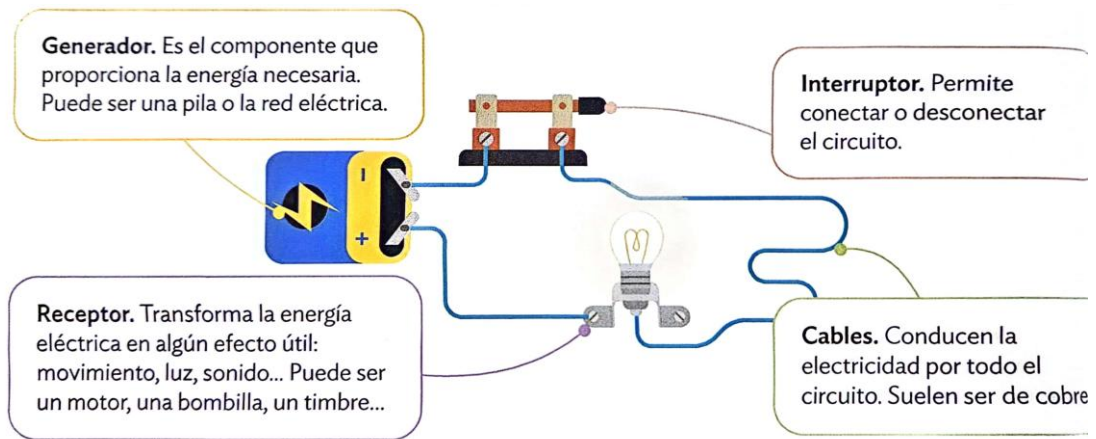 Generador. Es el componente que
proporciona la energía necesaria.
Puede ser una pila o la red eléctrica.
Interruptor. Permite
conectar o desconectar
el circuito.
-
+
Receptor. Transforma la energía
eléctrica en algún efecto útil:
movimiento, luz, sonido... Puede ser
un motor, una bombilla, un timbre...
Cables. Conducen la
electricidad por todo el
circuito. Suelen ser de cobre